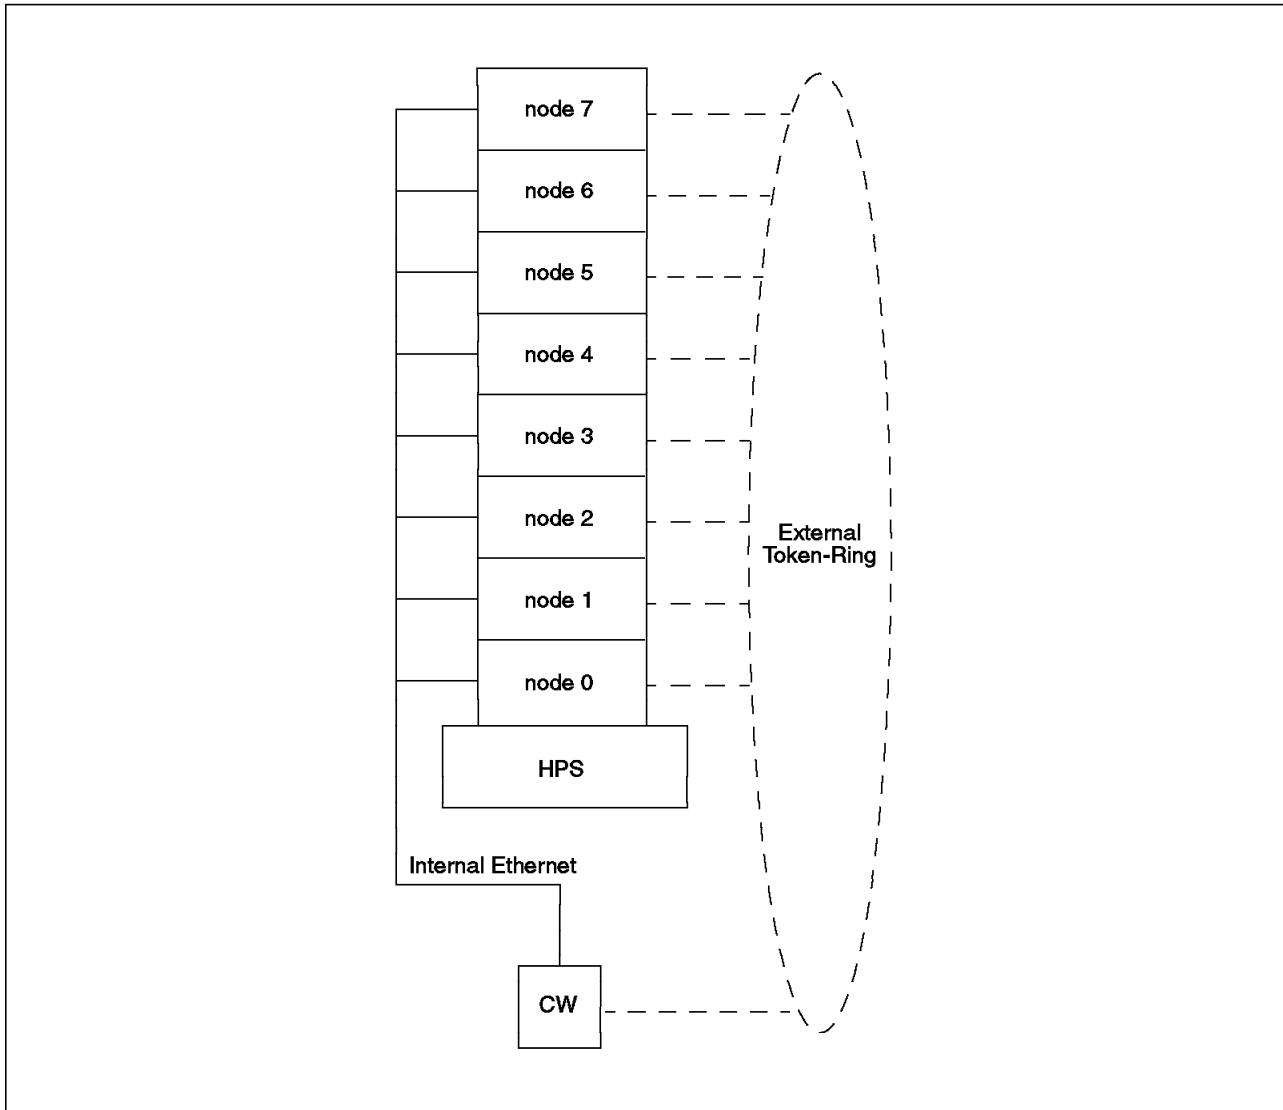 node 7
node 6
node 5
node 4
node 3
node 2
External
Token-Ring
node 1
node 0
HPS
Internal Ethernet
CW